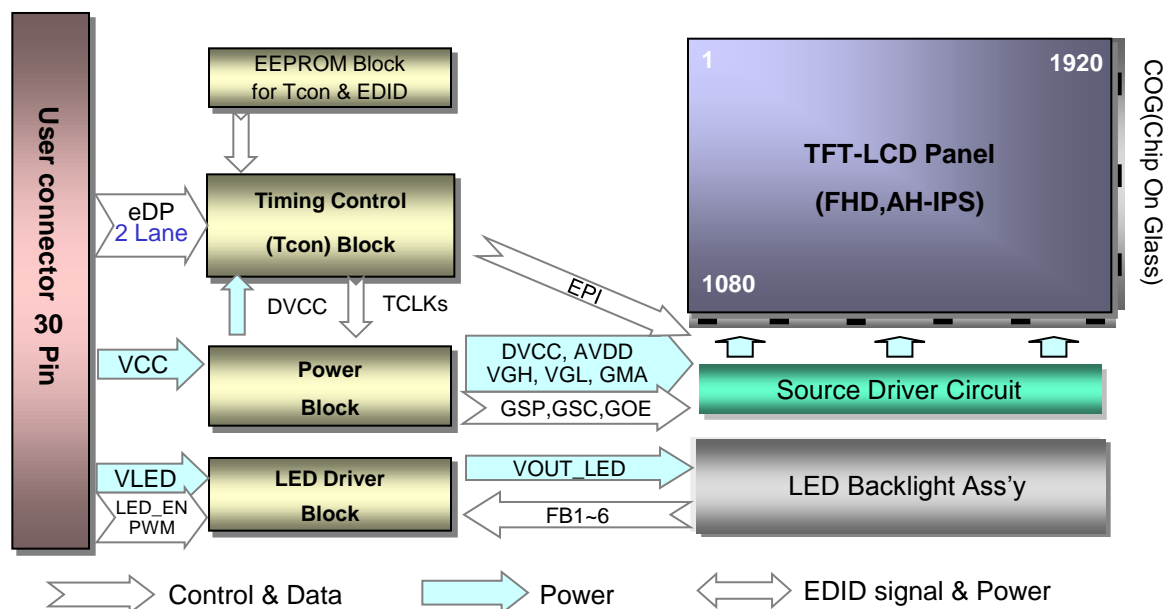 User connector 30 Pin
EEPROM Block
for Tcon & EDID
eDP
2 Lane
Timing Control
(Tcon) Block
DVCC
TCLKs
EPI
1
1920
TFT-LCD Panel
(FHD,AH-IPS)
1080
COG(Chip On Glass)
VCC
Power
Block
DVCC, AVDD
VGH, VGL, GMA
GSP,GSC,GOE
Source Driver Circuit
VLED
LED_EN
PWM
LED Driver
Block
VOUT_LED
FB1~6
LED Backlight Ass’y
Control & Data
Power
EDID signal & Power